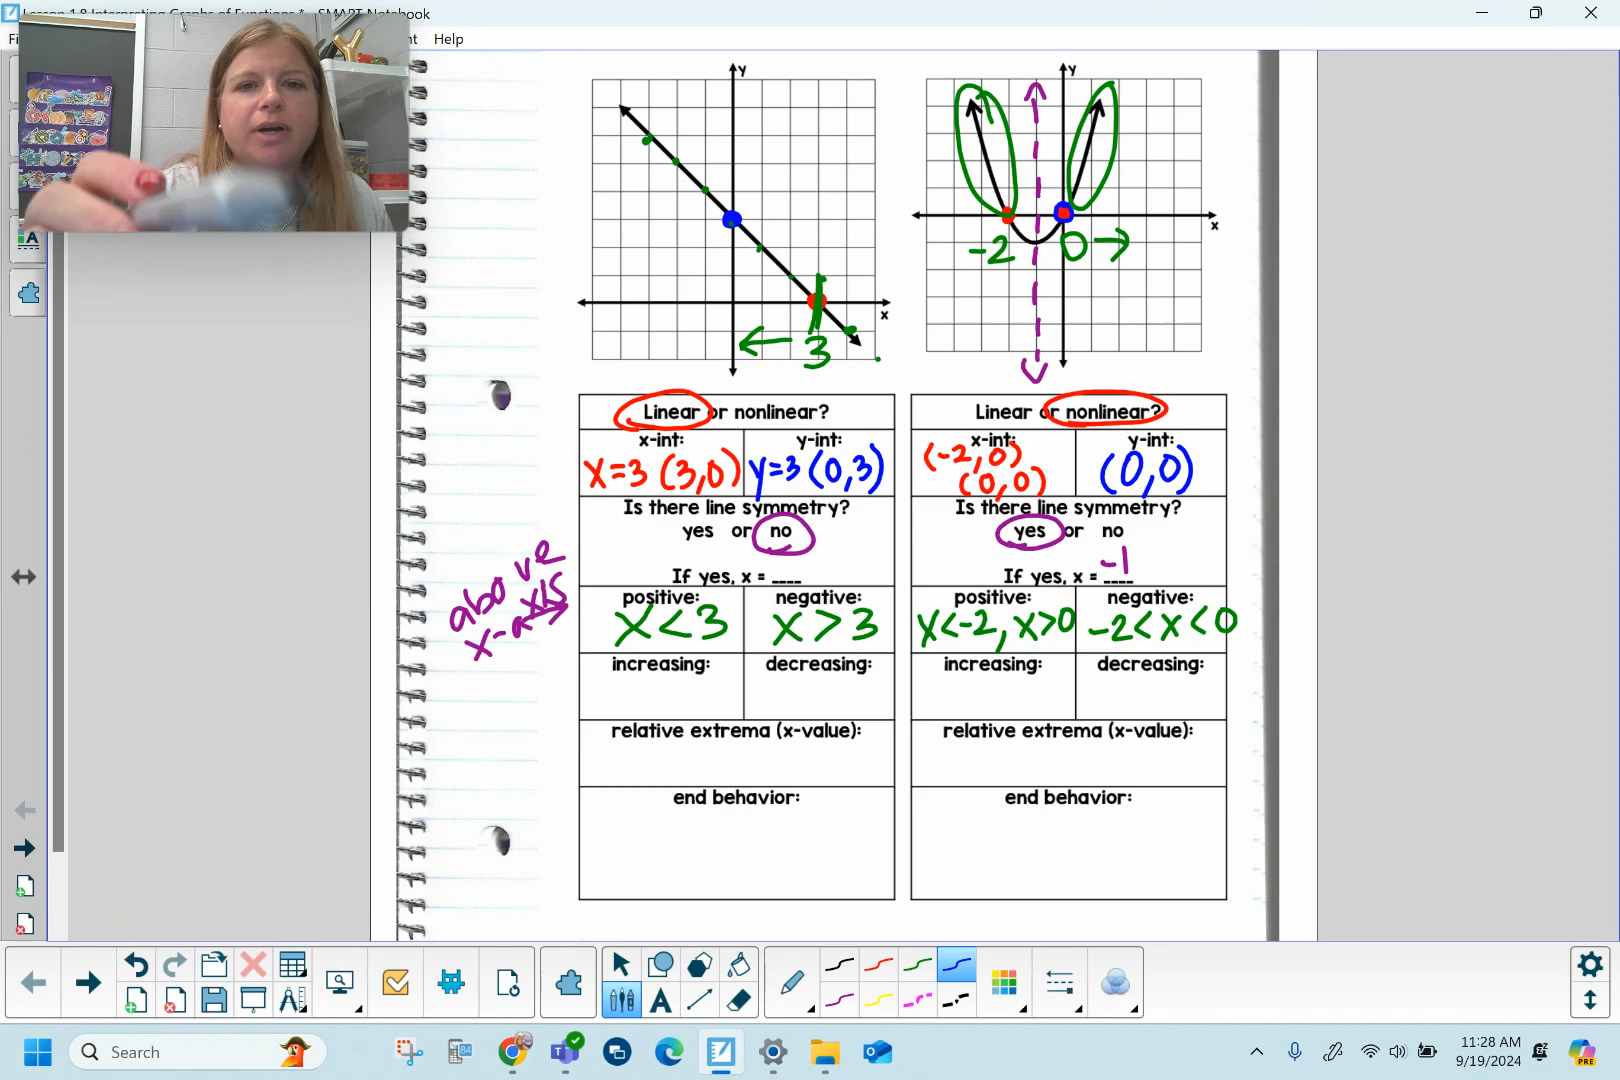 Lesson 1.8 Interpreting Graphs of Functions * - SMART Notebook
Help
y
x
3
y
x
-2
0
Linear or nonlinear?
x-int:
y-int:
x=3 (3,0)
y=3 (0,3)
Is there line symmetry?
yes or no
If yes, x = ____
positive:
negative:
x<3
x>3
increasing:
decreasing:
relative extrema (x-value):
end behavior:
above
x-axis
Linear or nonlinear?
x-int:
y-int:
(-2,0)
(0,0)
(0,0)
Is there line symmetry?
yes or no
-1
If yes, x = ____
positive:
negative:
x<-2, x>0
-2<x<0
increasing:
decreasing:
relative extrema (x-value):
end behavior:
A
A
Search
11:28 AM
9/19/2024
PRE